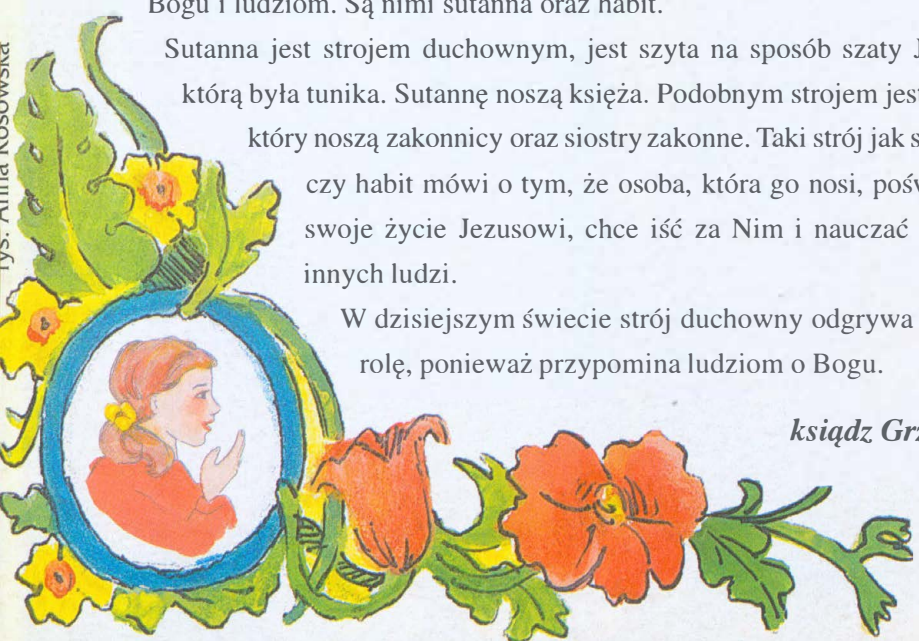 Bogu i ludziom. Są nimi sutanna oraz habit.
Sutanna jest strojem duchownym, jest szyta na sposób szaty
którą była tunika. Sutannę noszą księża. Podobnym strojem jest
który noszą zakonnicy oraz siostry zakonne. Taki strój jak
czy habit mówi o tym, że osoba, która go nosi,
swoje życie Jezusowi, chce iść za Nim i nauczać
innych ludzi.
W dzisiejszym świecie strój duchowny odgrywa
rolę, ponieważ przypomina ludziom o Bogu.
ksiądz
rys. Anna Kosowska